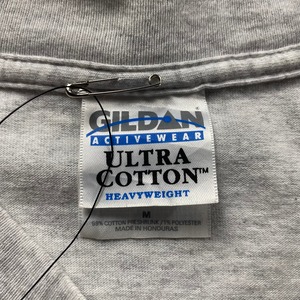 GILDAN
ACTIVEWEAR
ULTRA
COTTON™
HEAVYWEIGHT
M
MADE IN HONDURAS